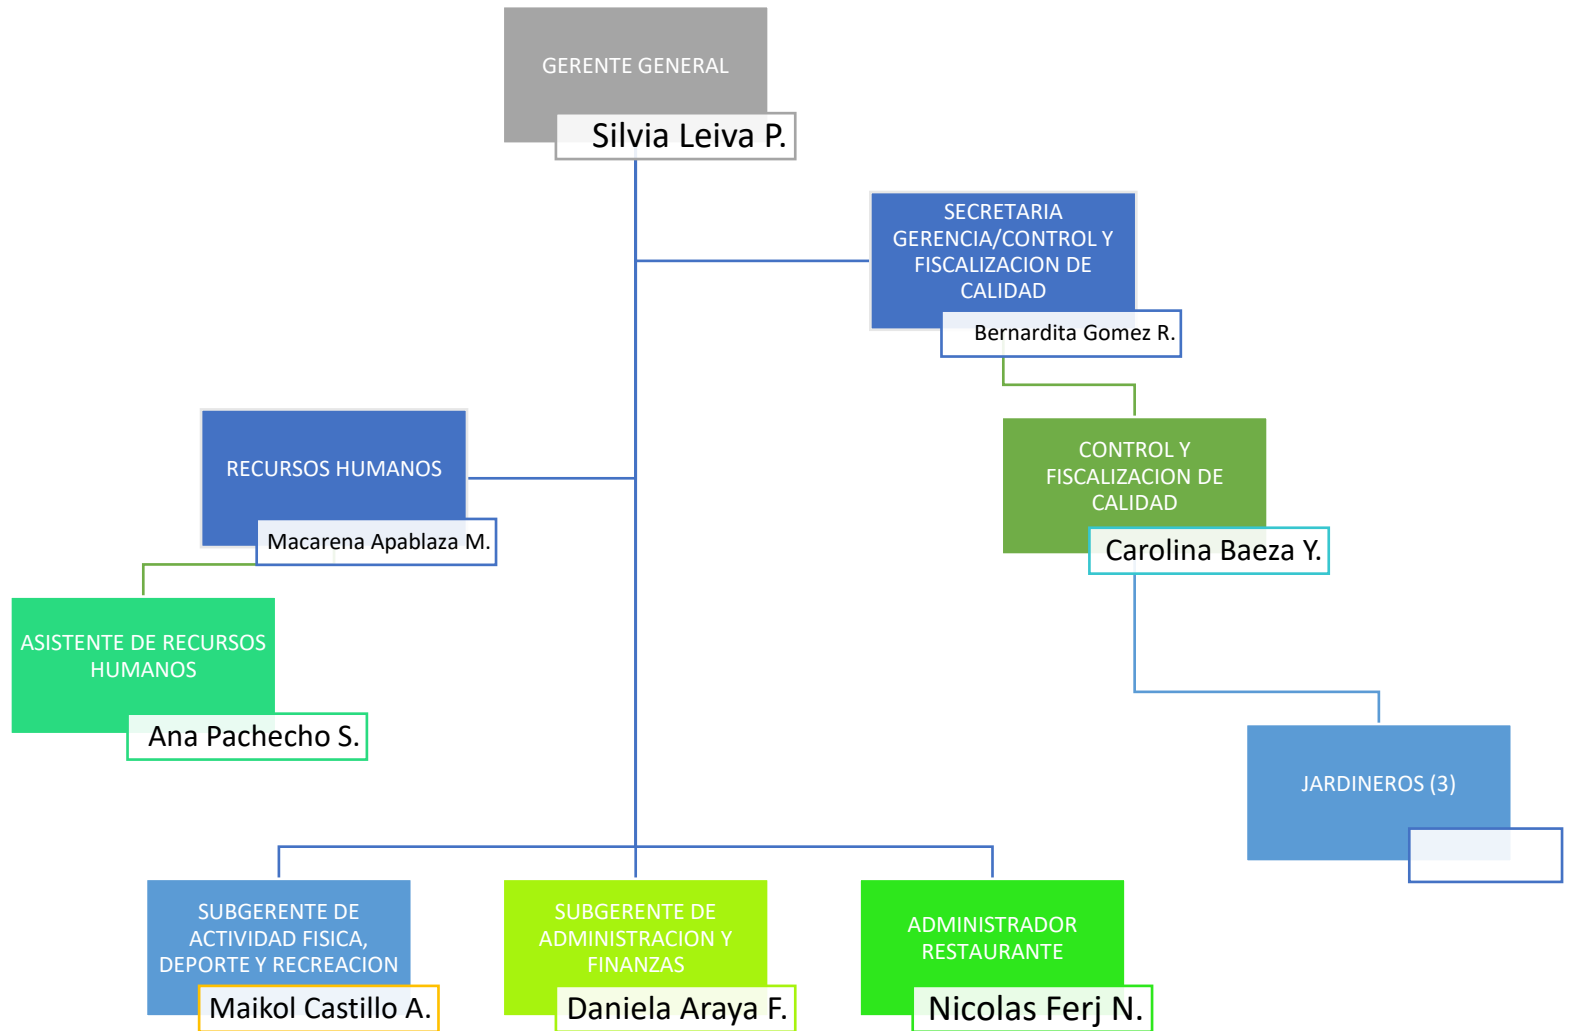 GERENTE GENERAL
Silvia Leiva P.
SECRETARIA
GERENCIA/CONTROL Y
FISCALIZACION DE
CALIDAD
Bernardita Gomez R.
RECURSOS HUMANOS
Macarena Apablaza M.
CONTROL Y
FISCALIZACION DE
CALIDAD
Carolina Baeza Y.
ASISTENTE DE RECURSOS
HUMANOS
Ana Pachecho S.
JARDINEROS (3)
SUBGERENTE DE
ACTIVIDAD FISICA,
DEPORTE Y RECREACION
Maikol Castillo A.
SUBGERENTE DE
ADMINISTRACION Y
FINANZAS
Daniela Araya F.
ADMINISTRADOR
RESTAURANTE
Nicolas Ferj N.